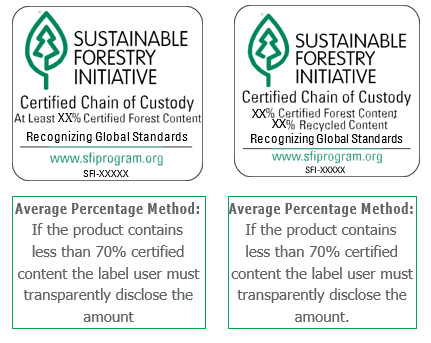 SUSTAINABLE
FORESTRY
INITIATIVE
Certified Chain of Custody
At Least XX% Certified Forest Content
Recognizing Global Standards
www.sfiprogram.org
SFI-XXXXX
Average Percentage Method:
If the product contains
less than 70% certified
content the label user must
transparently disclose the
amount
SUSTAINABLE
FORESTRY
INITIATIVE
Certified Chain of Custody
XX% Certified Forest Content,
XX% Recycled Content
Recognizing Global Standards
www.sfiprogram.org
SFI-XXXXX
Average Percentage Method:
If the product contains
less than 70% certified
content the label user must
transparently disclose the
amount.